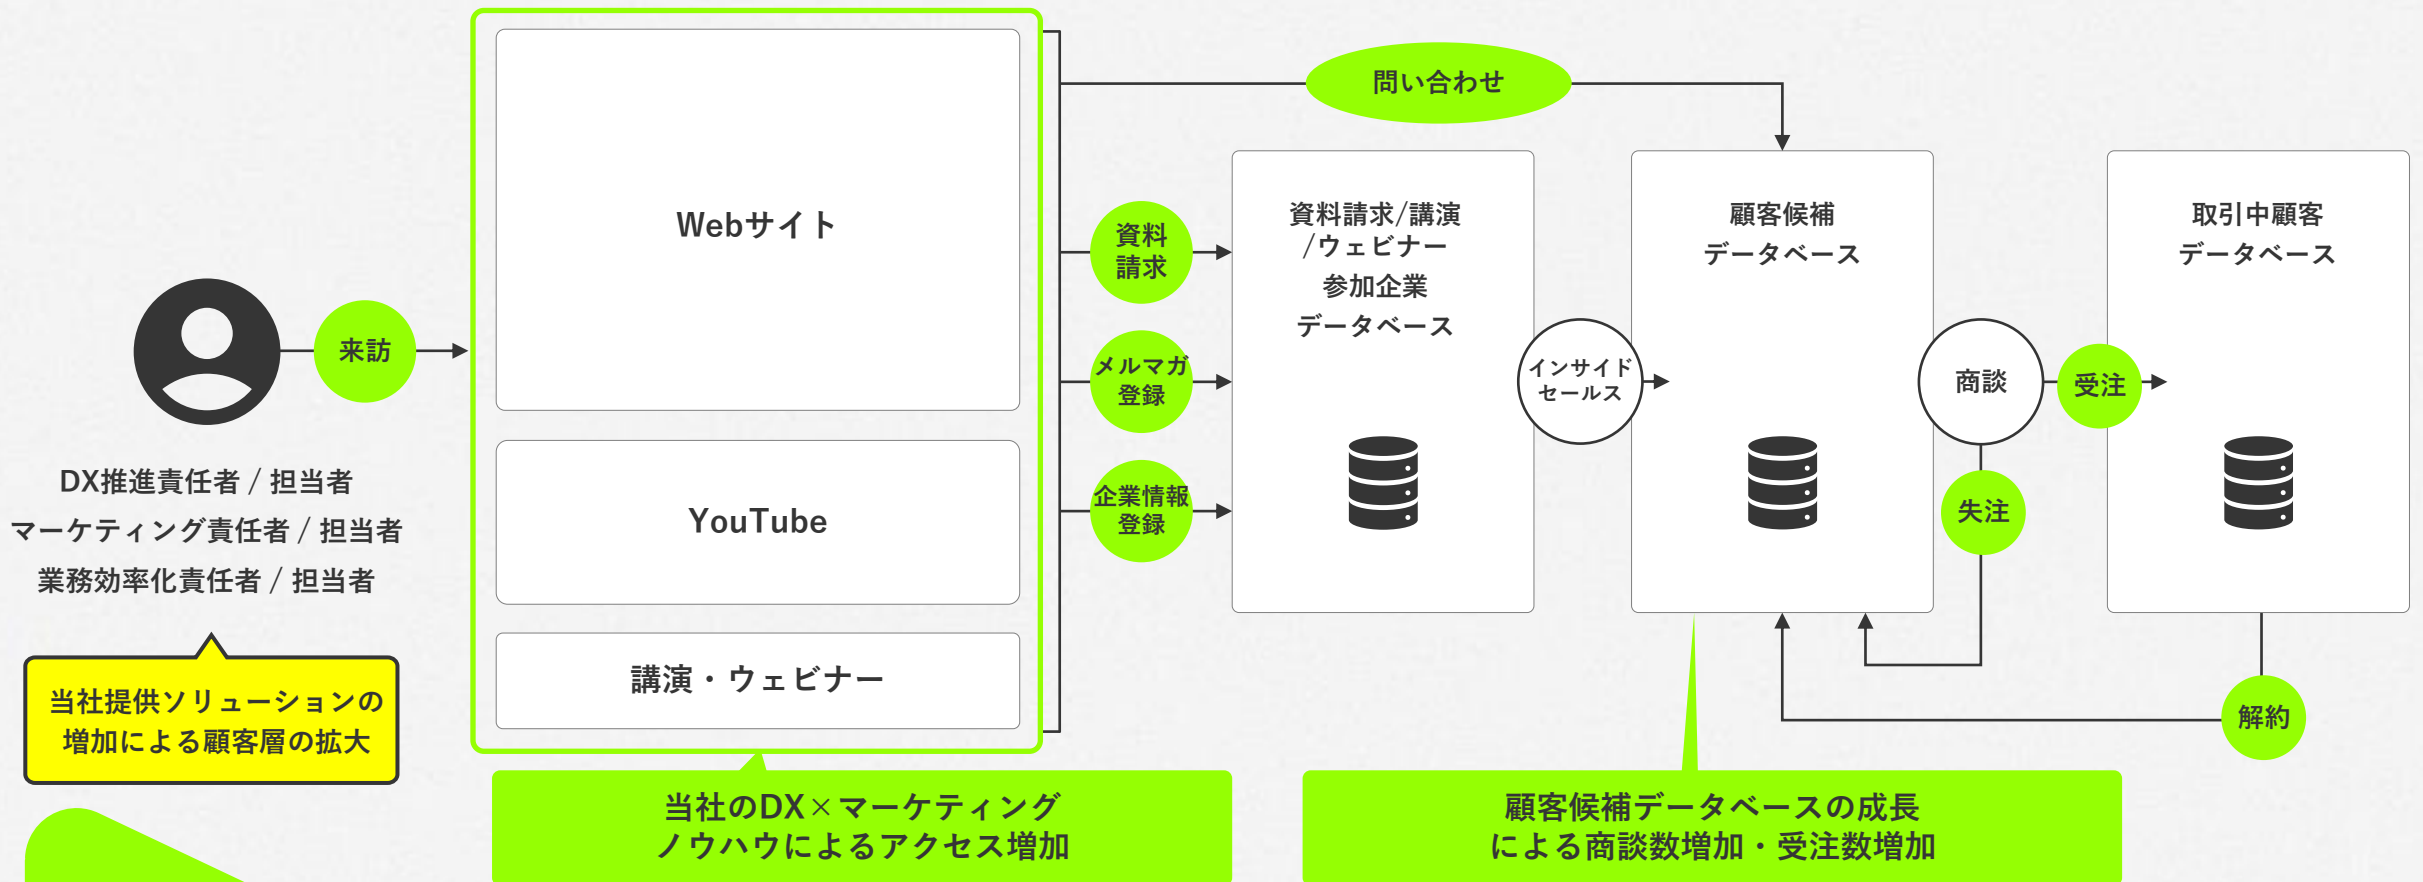 来訪
DX推進責任者 / 担当者
マーケティング責任者 / 担当者
業務効率化責任者 / 担当者
当社提供ソリューションの
増加による顧客層の拡大
Webサイト
YouTube
講演・ウェビナー
当社のDX×マーケティング
ノウハウによるアクセス増加
問い合わせ
資料
請求
メルマガ
登録
企業情報
登録
資料請求/講演
/ウェビナー
参加企業
データベース
インサイド
セールス
顧客候補
データベース
商談
受注
失注
取引中顧客
データベース
解約
顧客候補データベースの成長
による商談数増加・受注数増加